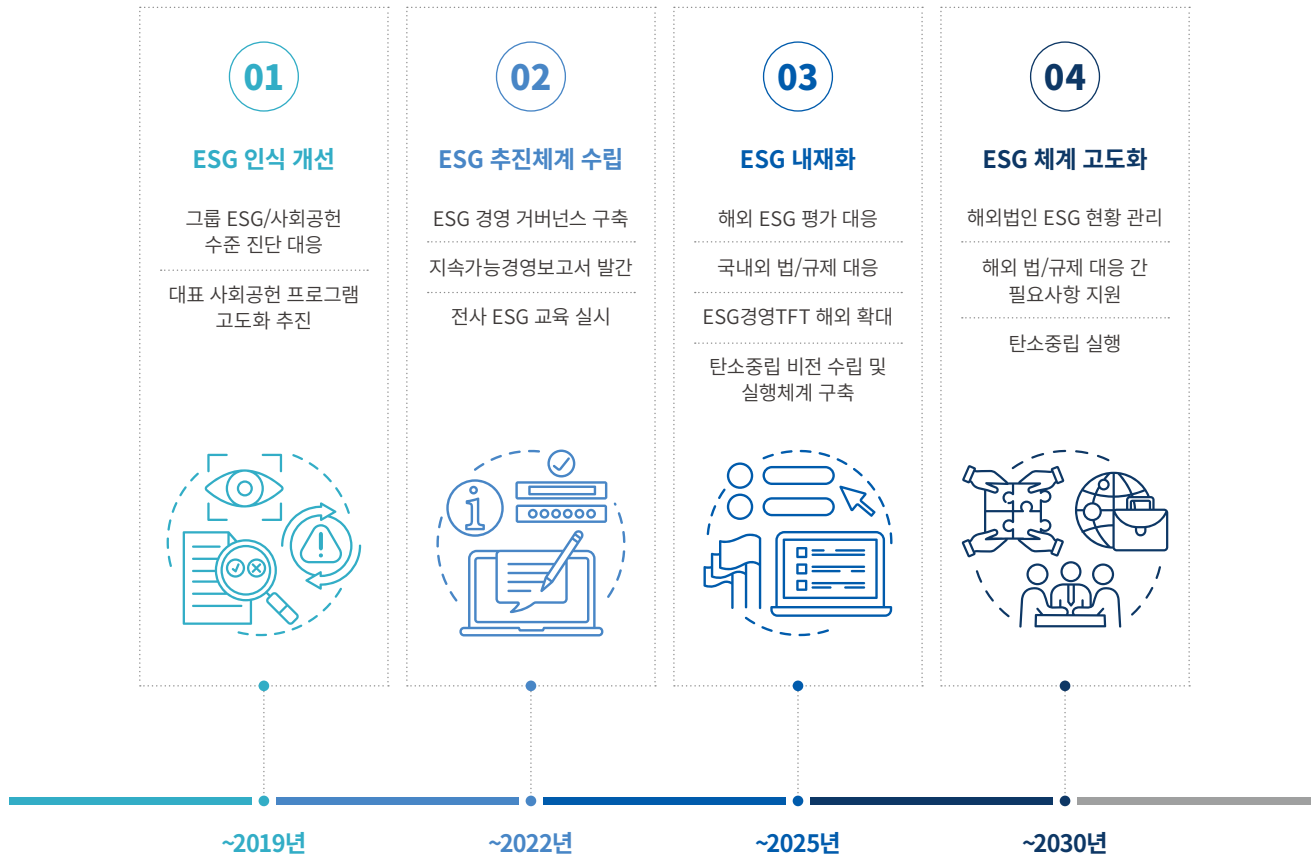 01
ESG 인식 개선
그룹 ESG/사회공헌
수준 진단 대응
대표 사회공헌 프로그램
고도화 추진
02
ESG 추진체계 수립
ESG 경영 거버넌스 구축
지속가능경영보고서 발간
전사 ESG 교육 실시
03
ESG 내재화
해외 ESG 평가 대응
국내외 법/규제 대응
ESG경영TFT 해외 확대
탄소중립 비전 수립 및
실행체계 구축
04
ESG 체계 고도화
해외법인 ESG 현황 관리
해외 법/규제 대응 간
필요사항 지원
탄소중립 실행
~2019년
~2022년
~2025년
~2030년